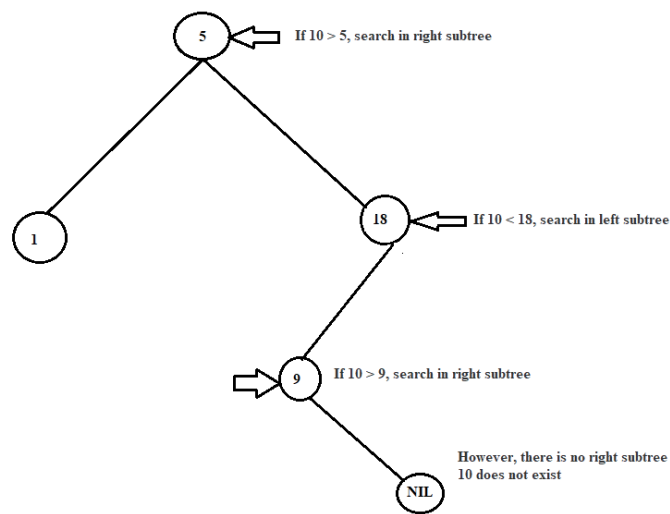 5
If 10 > 5, search in right subtree
1
18
If 10 < 18, search in left subtree
9
If 10 > 9, search in right subtree
However, there is no right subtree
10 does not exist
NIL